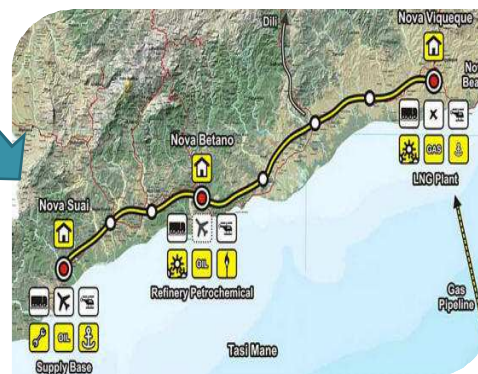 Dili
Nova Viqueque
Nova Betano
GAS
LNG Plant
Nova Suai
OIL
Refinery Petrochemical
Gas
Pipeline
OIL
Tasi Mane
Supply Base